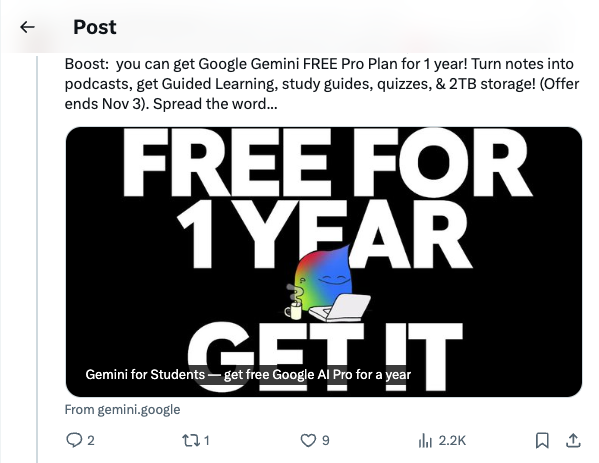 Post
Boost:  you can get Google Gemini FREE Pro Plan for 1 year! Turn notes into
podcasts, get Guided Learning, study guides, quizzes, & 2TB storage! (Offer
ends Nov 3). Spread the word...
FREE FOR
1 YEAR
GET IT
Gemini for Students — get free Google AI Pro for a year
From gemini.google
2 1 9 2.2K